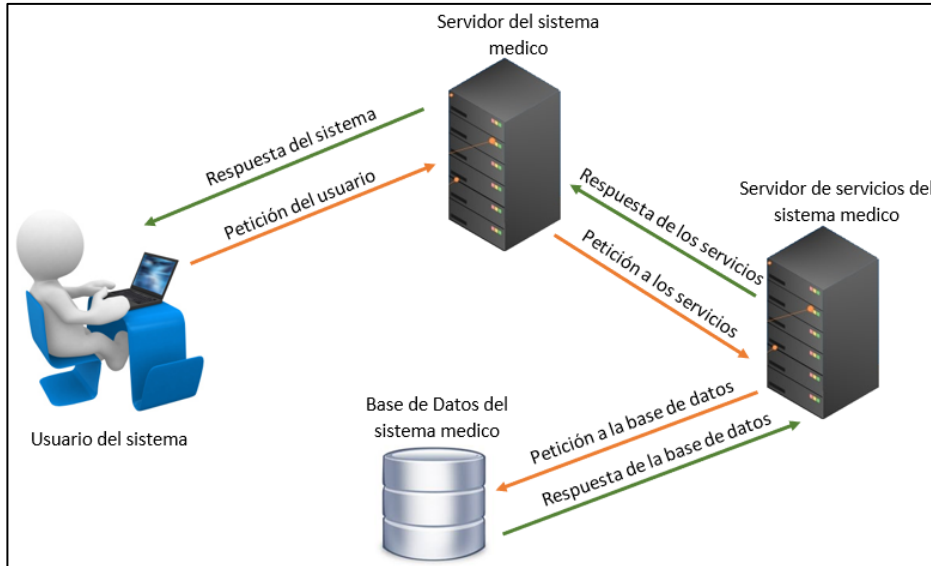 Servidor del sistema
medico
Respuesta del sistema
Petición del usuario
Respuesta de los servicios
Petición a los servicios
Servidor de servicios del
sistema medico
Usuario del sistema
Base de Datos del
sistema medico
Petición a la base de datos
Respuesta de la base de datos